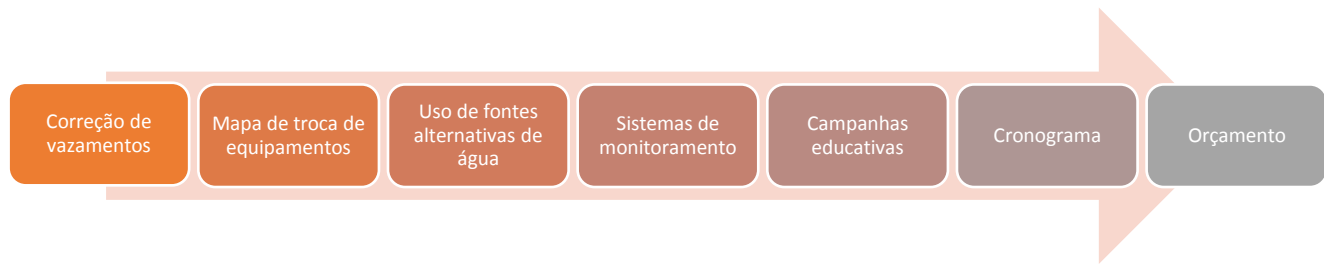 Correção de
vazamentos
Mapa de troca de
equipamentos
Uso de fontes
alternativas de
água
Sistemas de
monitoramento
Campanhas
educativas
Cronograma
Orçamento